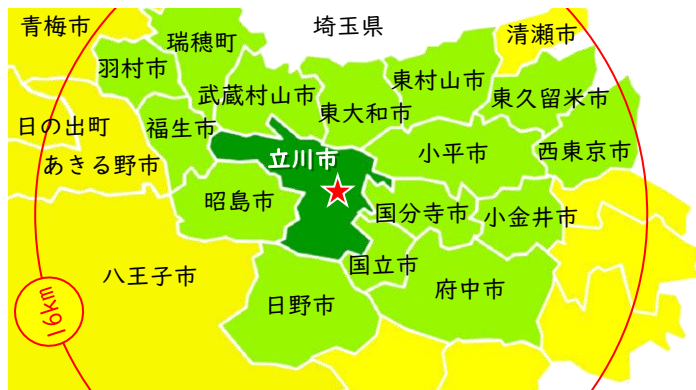 青梅市
埼玉県
清瀬市
瑞穂町
羽村市
東村山市
武蔵村山市
東久留米市
東大和市
日の出町
福生市
立川市
小平市
西東京市
あきる野市
昭島市
国分寺市
小金井市
八王子市
国立市
日野市
府中市
16km